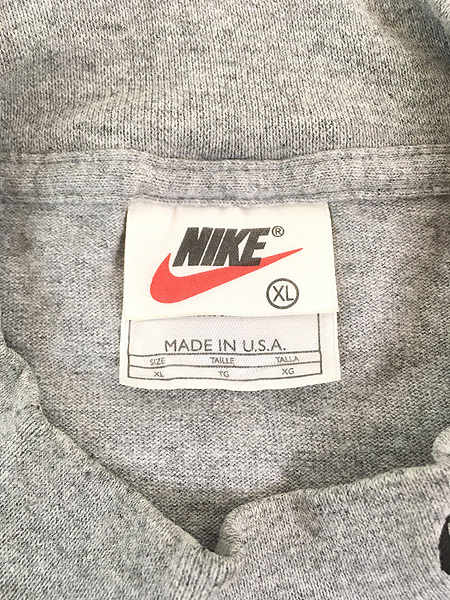 NIKE®
XL
MADE IN U.S.A.
SIZE TAILLE TALLA
XL TG XG